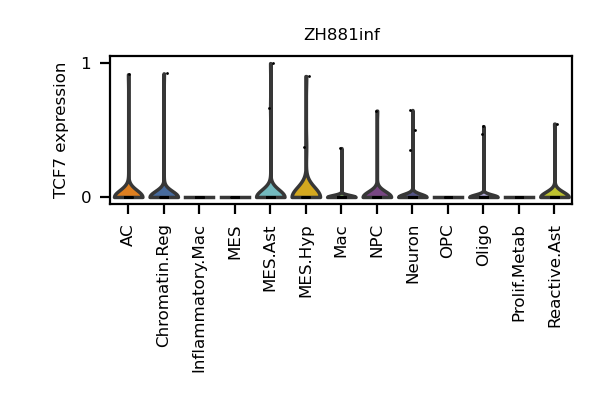 ZH881inf
TCF7 expression
1
0
AC
Chromatin.Reg
Inflammatory.Mac
MES
MES.Ast
MES.Hyp
Mac
NPC
Neuron
OPC
Oligo
Prolif.Metab
Reactive.Ast